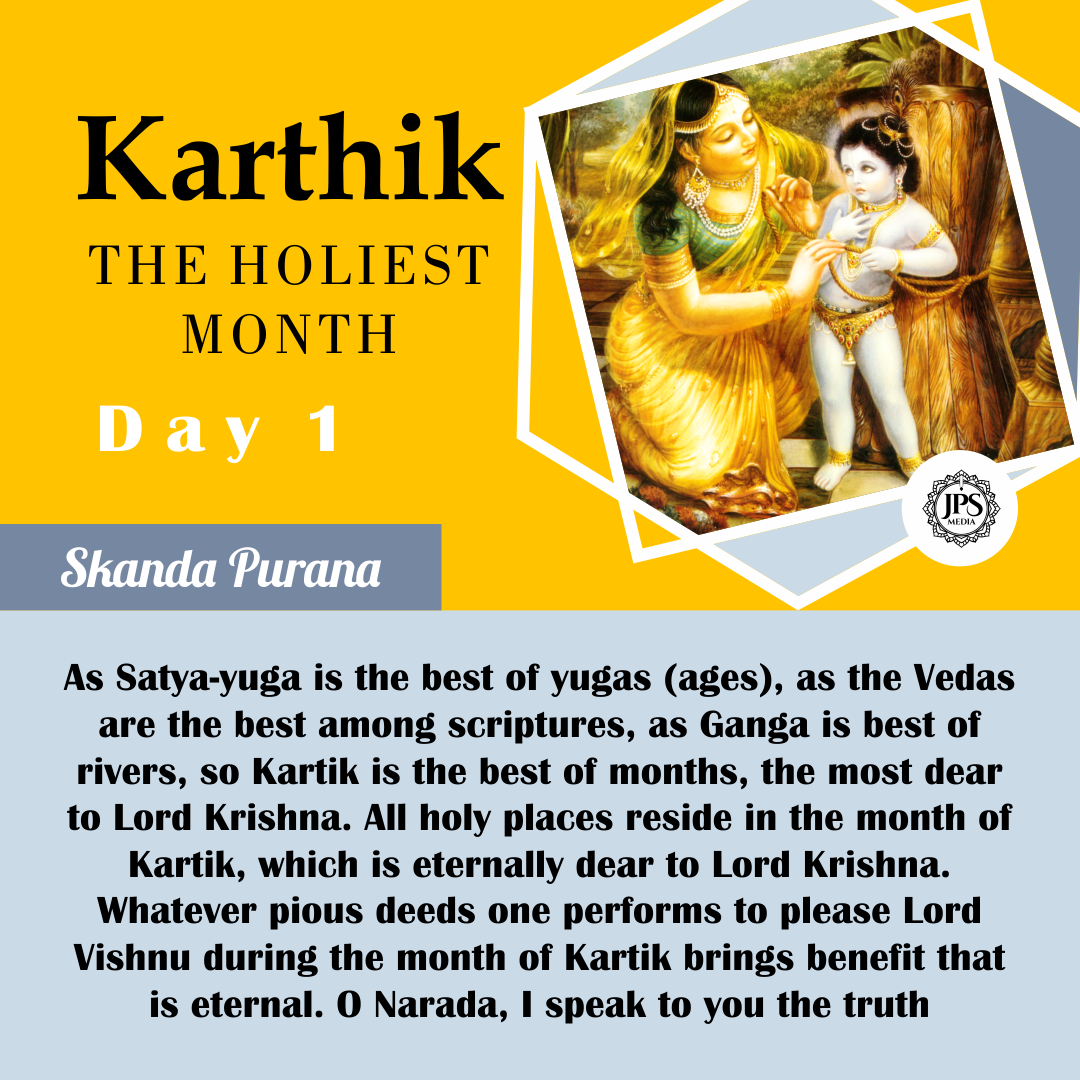 Karthik
THE HOLIEST
MONTH
Day 1
JPS
MEDIA
Skanda Purana
As Satya-yuga is the best of yugas (ages), as the Vedas
are the best among scriptures, as Ganga is best of
rivers, so Kartik is the best of months, the most dear
to Lord Krishna. All holy places reside in the month of
Kartik, which is eternally dear to Lord Krishna.
Whatever pious deeds one performs to please Lord
Vishnu during the month of Kartik brings benefit that
is eternal. O Narada, I speak to you the truth